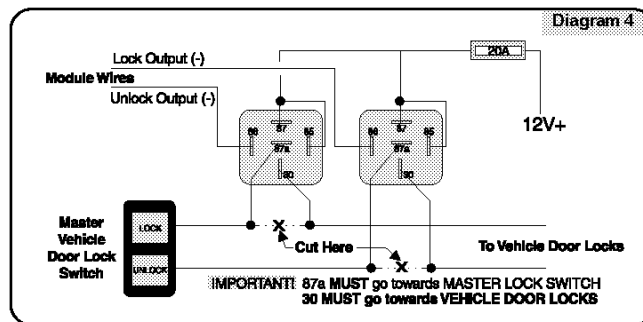 Diagram 4
Lock Output (-)
20A
Module Wires
Unlock Output (-)
12V+
86 87 85 86 87 85
87a 87a
30 30
Master
Vehicle
Door Lock
Switch
LOCK
X
Cut Here
To Vehicle Door Locks
UNLOCK
X
IMPORTANT! 87a MUST go towards MASTER LOCK SWITCH
30 MUST go towards VEHICLE DOOR LOCKS